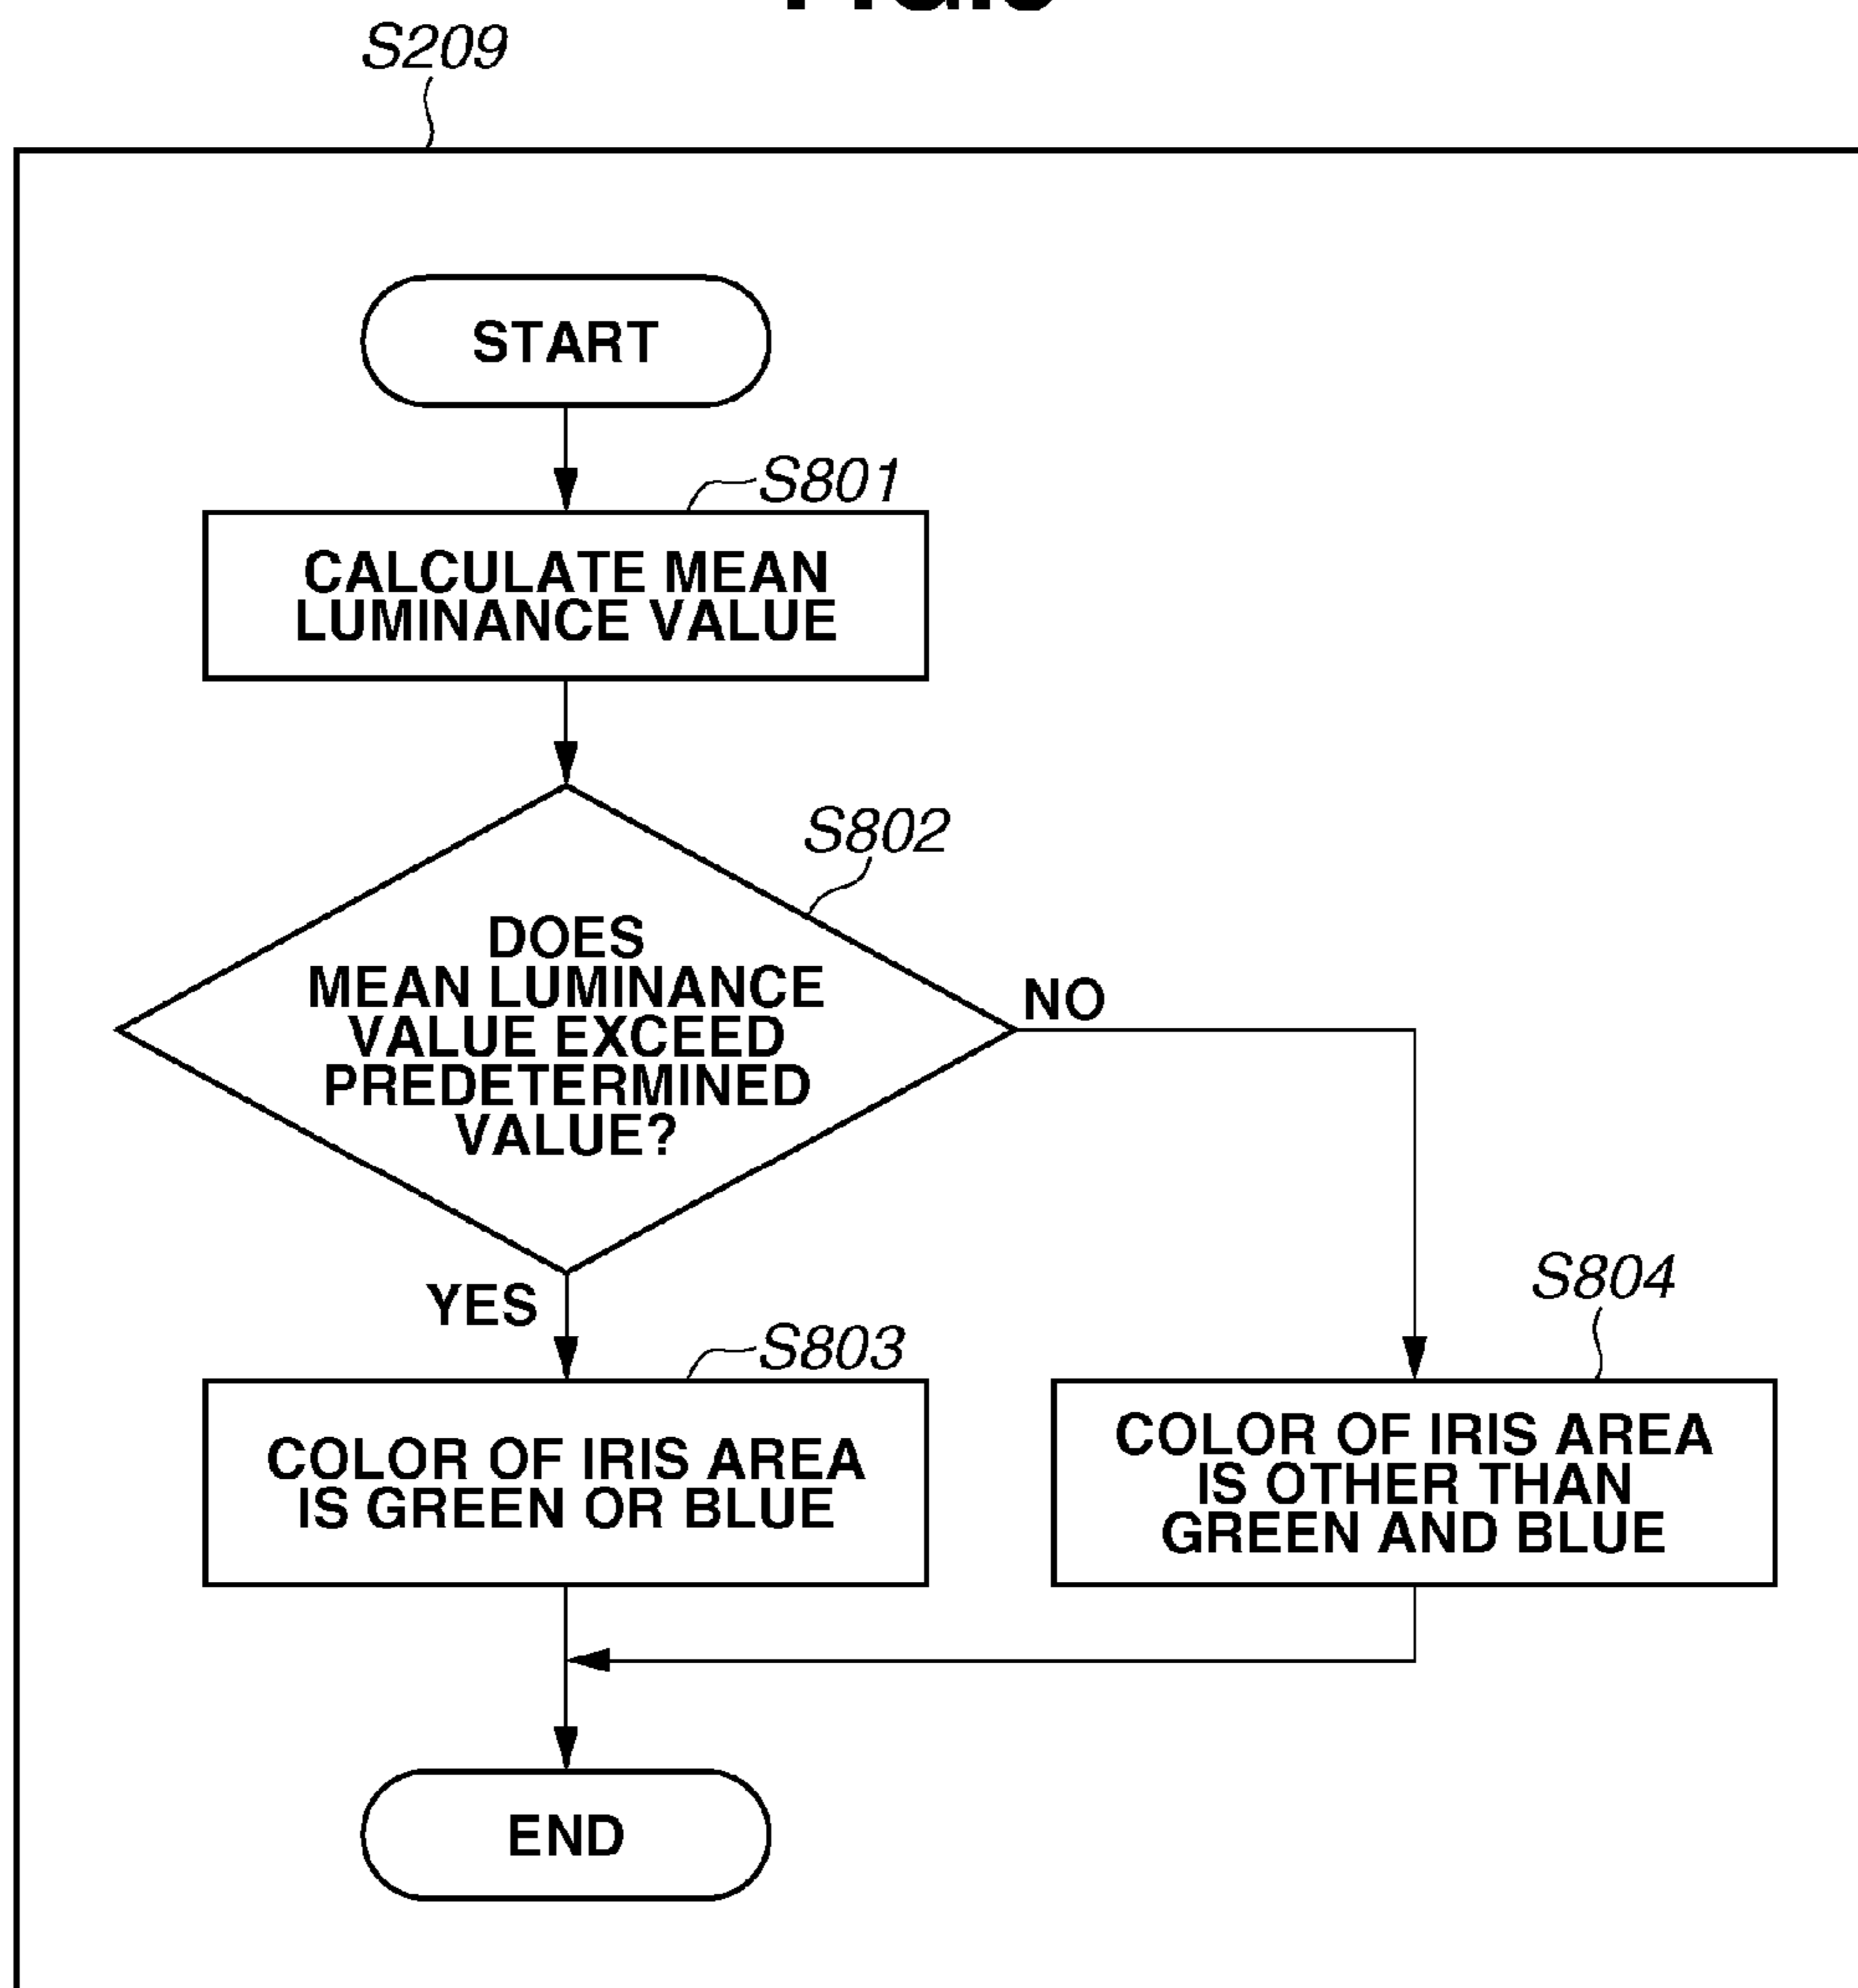 S209
START
S801
CALCULATE MEAN
LUMINANCE VALUE
S802
DOES
MEAN LUMINANCE
VALUE EXCEED
PREDETERMINED
VALUE?
NO
YES
S803
COLOR OF IRIS AREA
IS GREEN OR BLUE
S804
COLOR OF IRIS AREA
IS OTHER THAN
GREEN AND BLUE
END